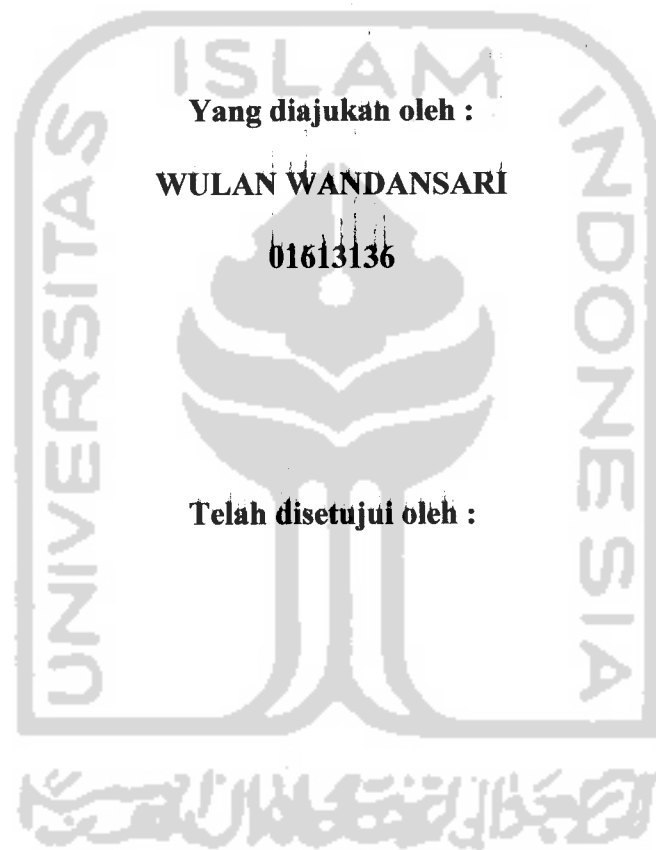 UNIVERSITAS
ISLAM
INDONESIA
Yang diajukan oleh :
WULAN WANDANSARI
01613136
Telah disetujui oleh :